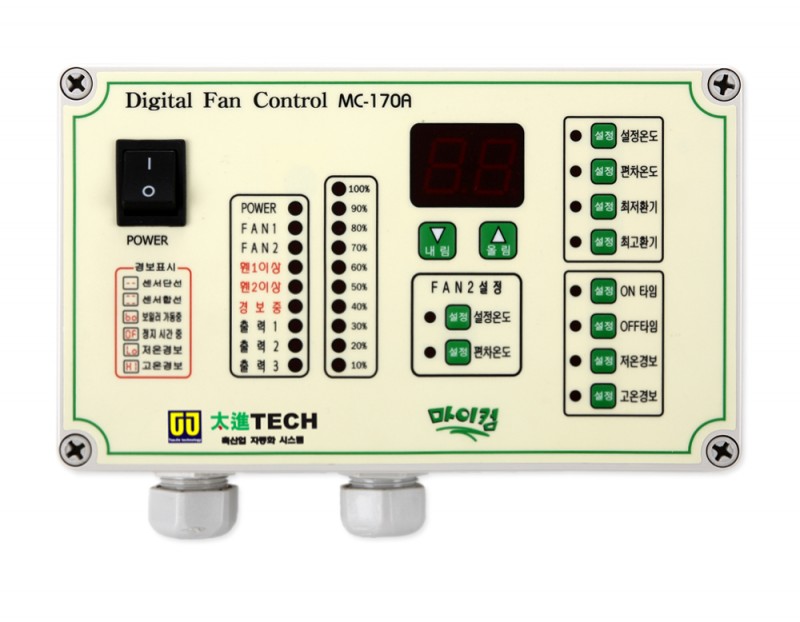 Digital Fan Control MC-170A
I
O
POWER
경보표시
-- 센서단선
센서합선
bo 보일러 가동중
OF 정지 시간 중
Lo 저온경보
Hi 고온경보
POWER
FAN1
FAN2
휀1이상
휀2이상
경보중
출력1
출력2
출력3
100%
90%
80%
70%
60%
50%
40%
30%
20%
10%
내림
올림
FAN2설정
설정 설정온도
설정 편차온도
설정 설정온도
설정 편차온도
설정 최저환기
설정 최고환기
설정 ON타임
설정 OFF타임
설정 저온경보
설정 고온경보
太進TECH
축산업 자동화 시스템
마이컴